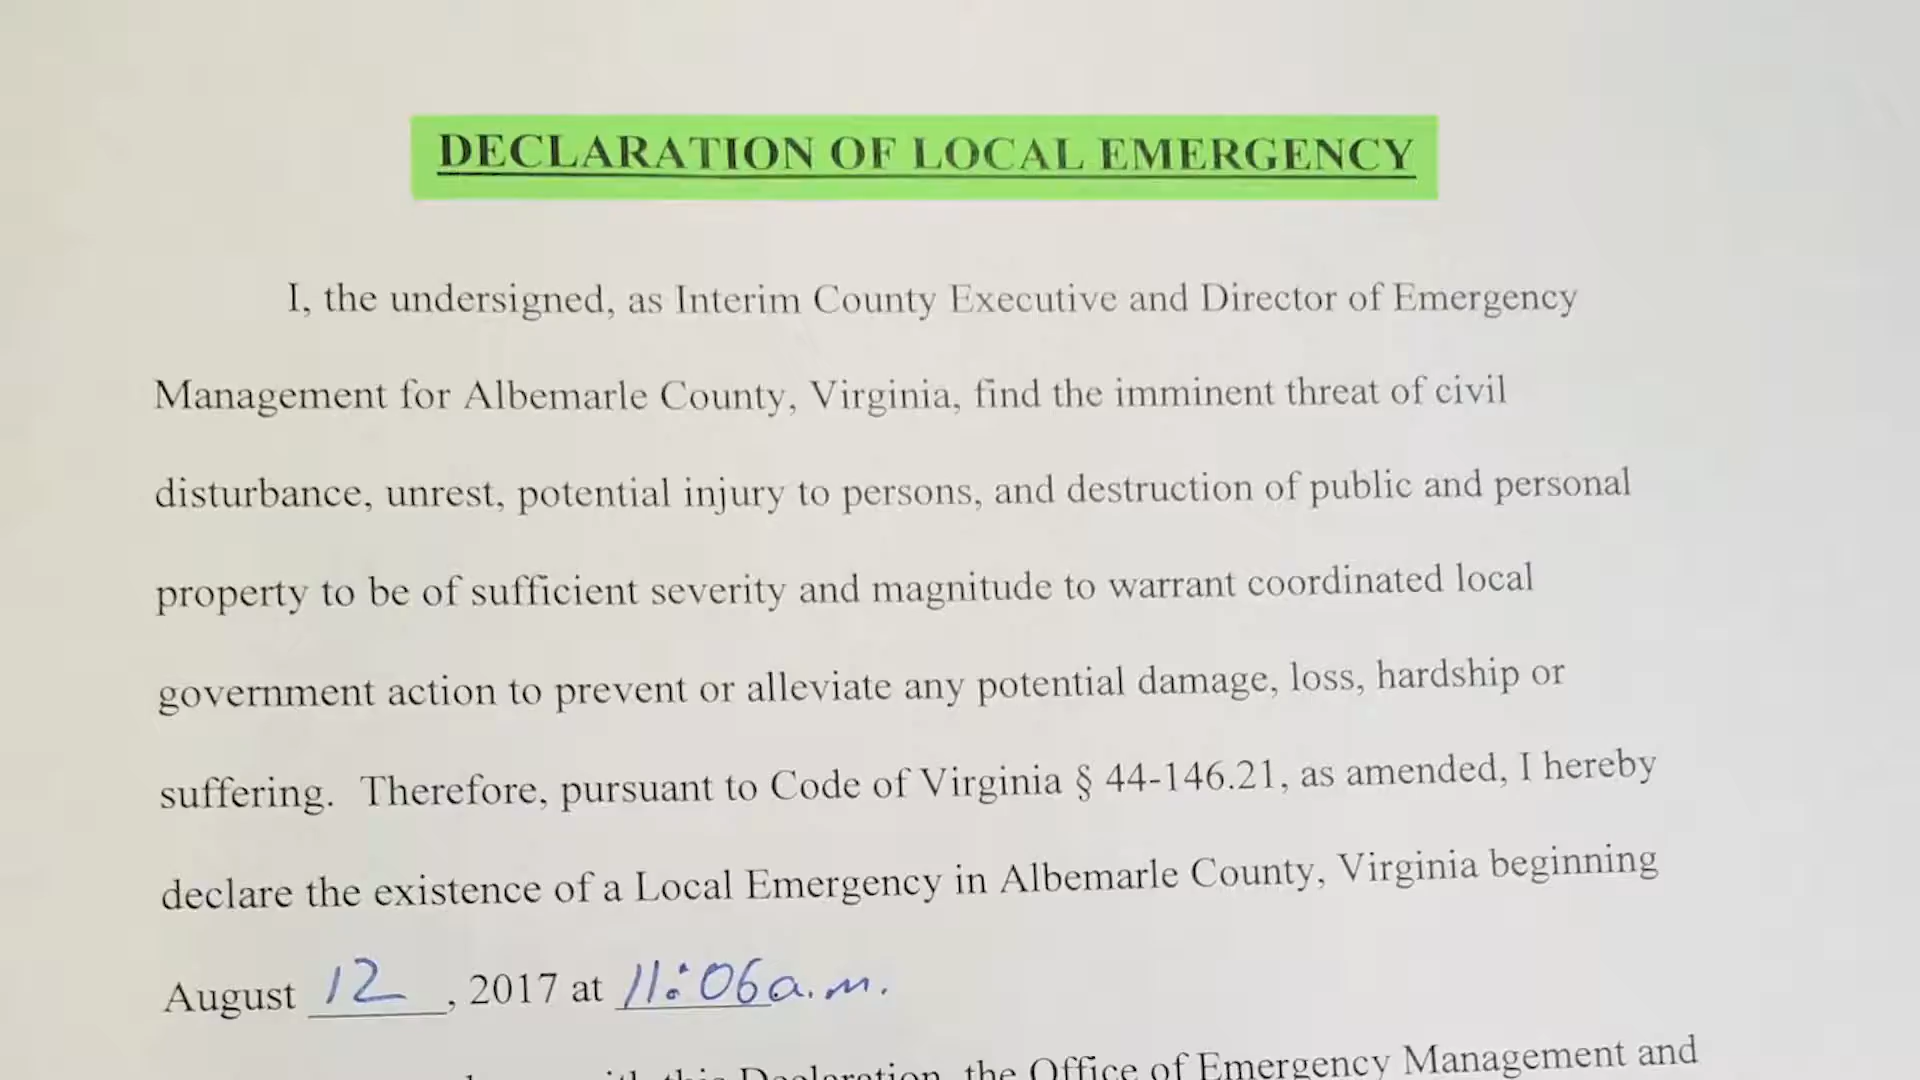 DECLARATION OF LOCAL EMERGENCY
I, the undersigned, as Interim County Executive and Director of Emergency
Management for Albemarle County, Virginia, find the imminent threat of civil
disturbance, unrest, potential injury to persons, and destruction of public and personal
property to be of sufficient severity and magnitude to warrant coordinated local
government action to prevent or alleviate any potential damage, loss, hardship or
suffering. Therefore, pursuant to Code of Virginia § 44-146.21, as amended, I hereby
declare the existence of a Local Emergency in Albemarle County, Virginia beginning
August 12, 2017 at 11:06 a.m.
this Declaration, the Office of Emergency Management and